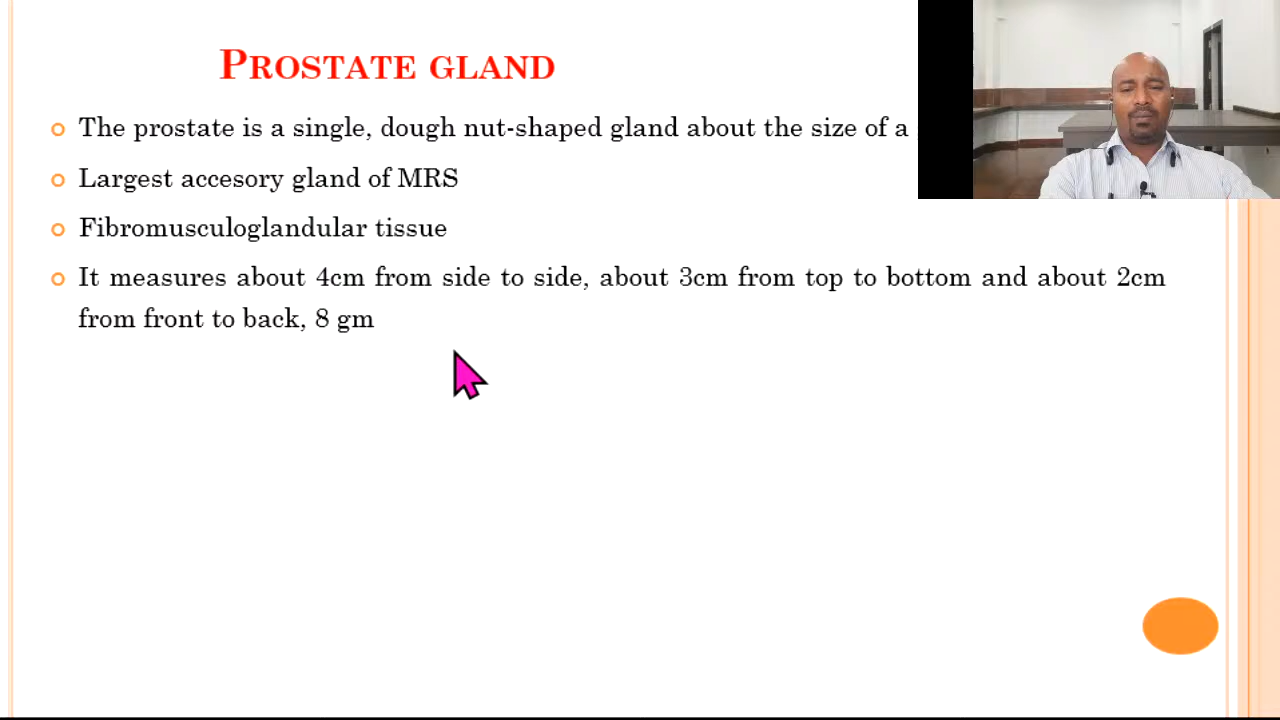 PROSTATE GLAND
The prostate is a single, dough nut-shaped gland about the size of a
Largest accesory gland of MRS
Fibromusculoglandular tissue
It measures about 4cm from side to side, about 3cm from top to bottom and about 2cm
from front to back, 8 gm